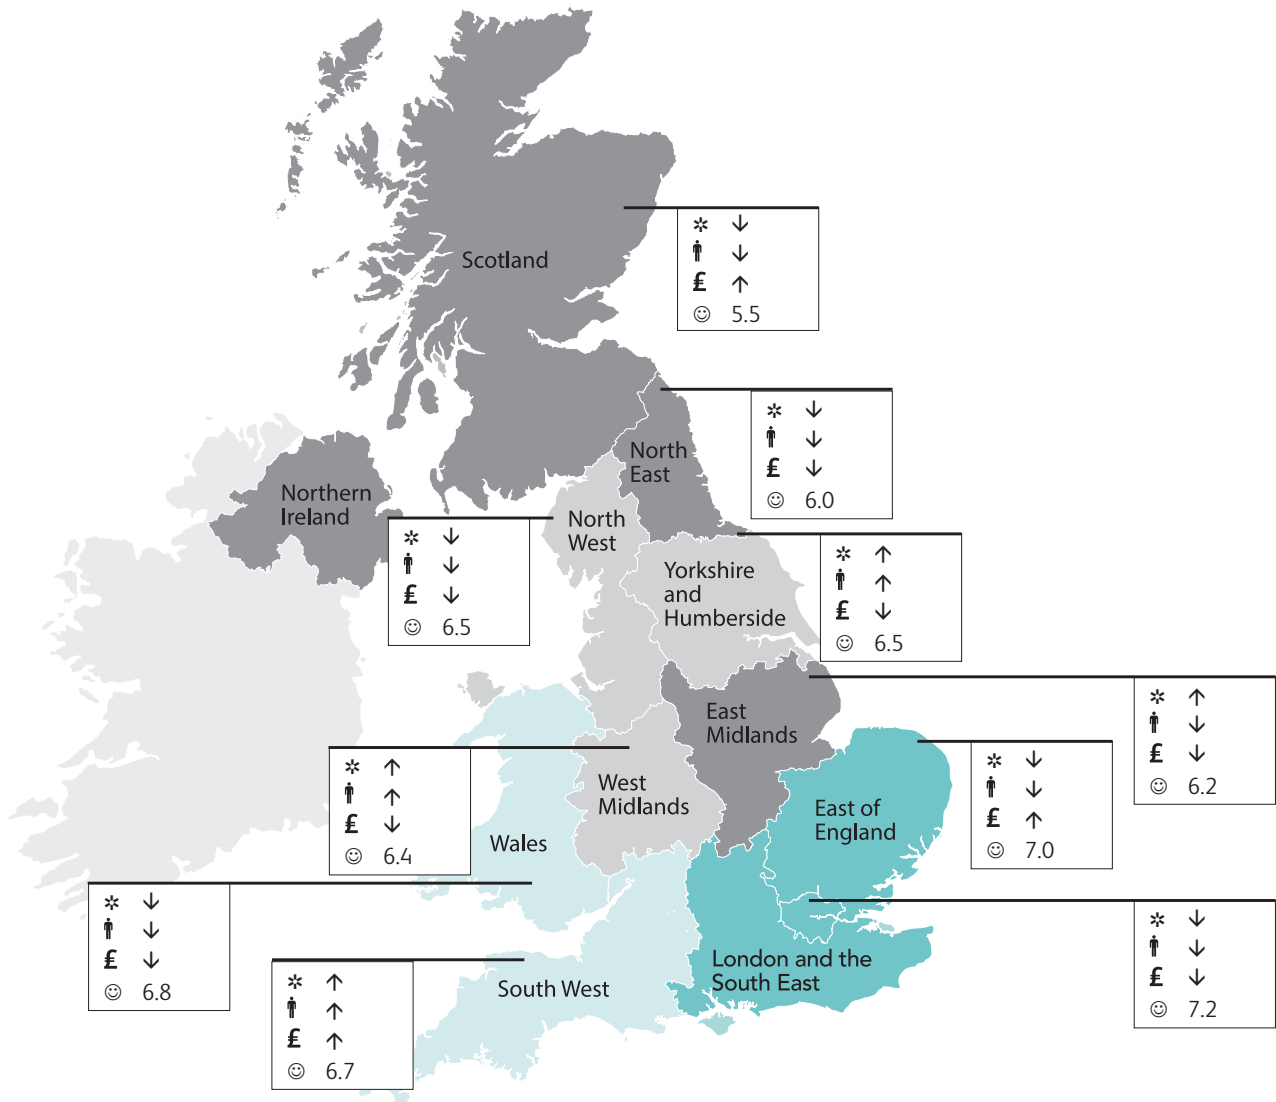 ✲ ↓
↓
£ ↑
☺ 5.5
Scotland
✲ ↓
↓
£ ↓
☺ 6.0
North
East
Northern
Ireland
North
West
✲ ↓
↓
£ ↓
☺ 6.5
Yorkshire
and
Humberside
✲ ↑
↑
£ ↓
☺ 6.5
East
Midlands
✲ ↑
↓
£ ↓
☺ 6.2
✲ ↑
↑
£ ↓
☺ 6.4
West
Midlands
East of
England
✲ ↓
↓
£ ↑
☺ 7.0
Wales
✲ ↓
↓
£ ↓
☺ 6.8
South West
✲ ↑
↑
£ ↑
☺ 6.7
London and the
South East
✲ ↓
↓
£ ↓
☺ 7.2